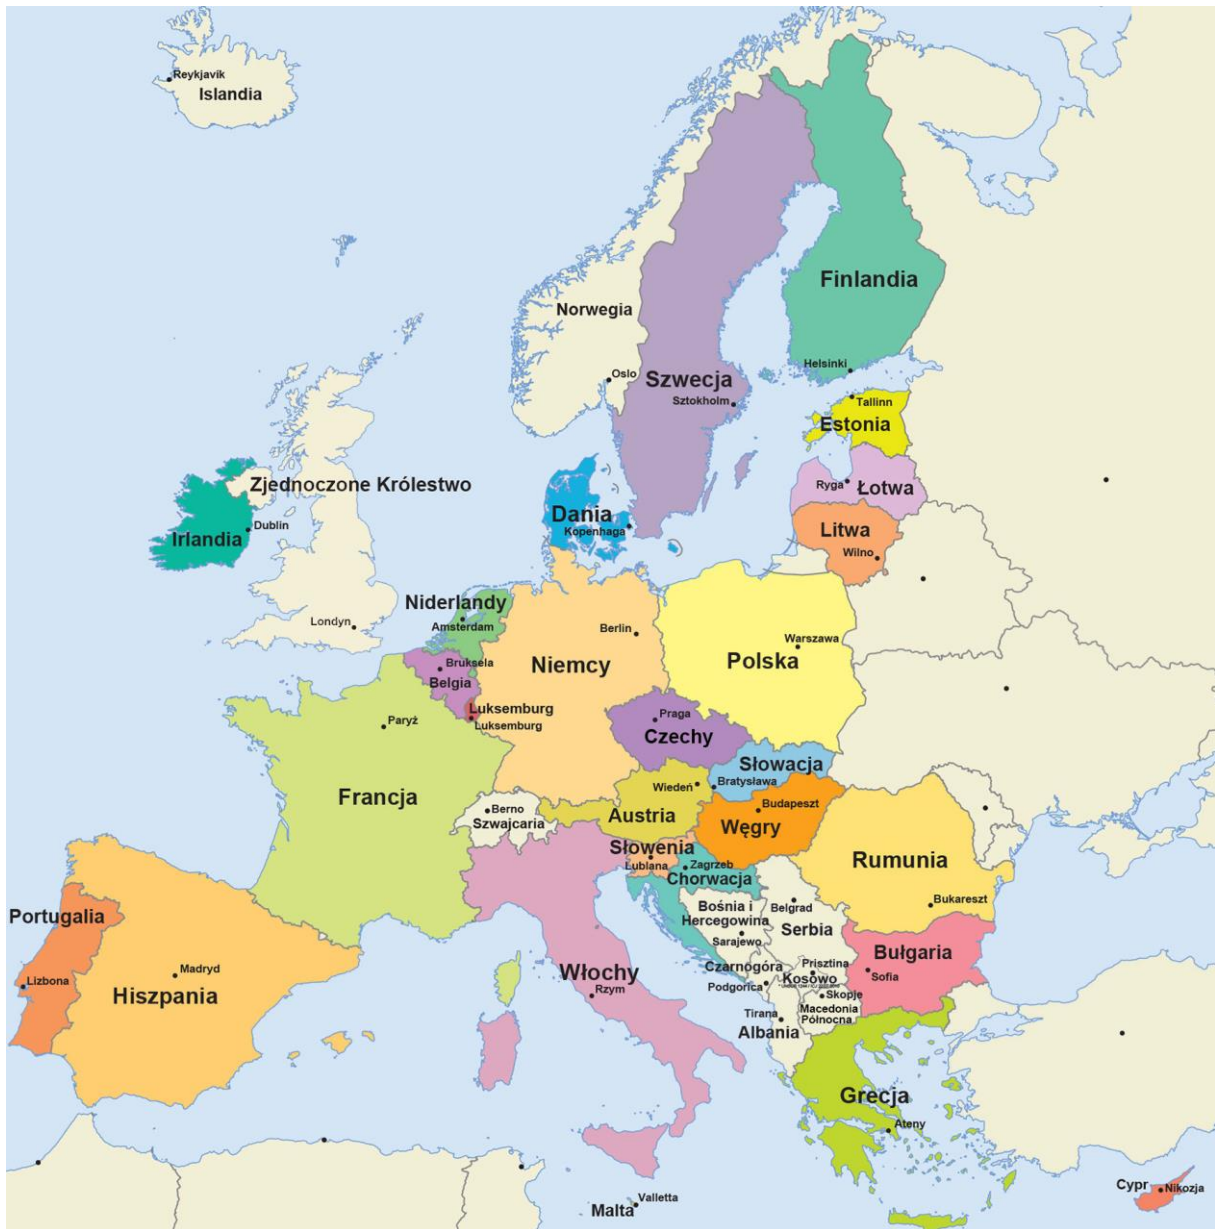 Reykjavik
Islandia
Finlandia
Norwegia
Helsinki
Oslo
Szwecja
Sztokholm
Tallinn
Estonia
Zjednoczone Królestwo
Ryga
Łotwa
Dania
Kopenhaga
Dublin
Irlandia
Litwa
Wilno
Niderlandy
Amsterdam
Londyn
Berlin
Warszawa
Polska
Niemcy
Bruksela
Belgia
Luksemburg
Luksemburg
Paryż
Praga
Czechy
Słowacja
Bratysława
Wiedeń
Francja
Berno
Szwajcaria
Austria
Budapeszt
Węgry
Słowenia
Lublana
Zagrzeb
Chorwacja
Rumunia
Bukareszt
Bośnia i
Hercegowina
Sarajewo
Belgrad
Serbia
Portugalia
Lizbona
Madryd
Hiszpania
Włochy
Rzym
Czarnogóra
Podgorica
Prisztina
Kosowo
Bułgaria
Sofia
Skopje
Macedonia
Północna
Tirana
Albania
Grecja
Ateny
Valletta
Malta
Cypr
Nikozja